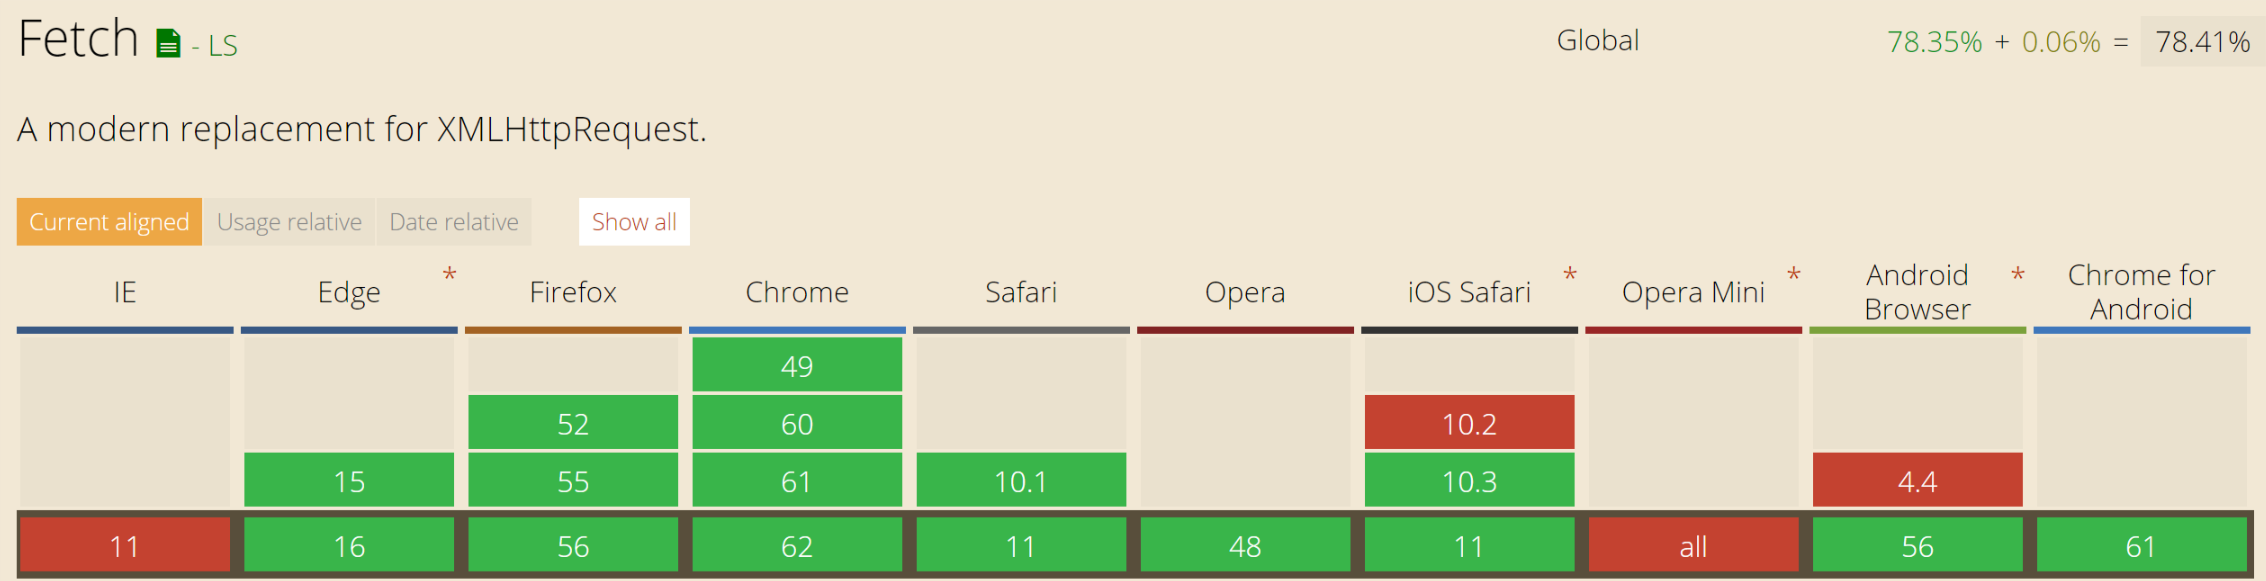 Fetch - LS Global 78.35% + 0.06% = 78.41%
A modern replacement for XMLHttpRequest.
Current aligned Usage relative Date relative Show all
IE Edge * Firefox Chrome Safari Opera iOS Safari * Opera Mini * Android Browser * Chrome for Android
49
52 60 10.2
15 55 61 10.1 10.3 4.4
11 16 56 62 11 48 11 all 56 61